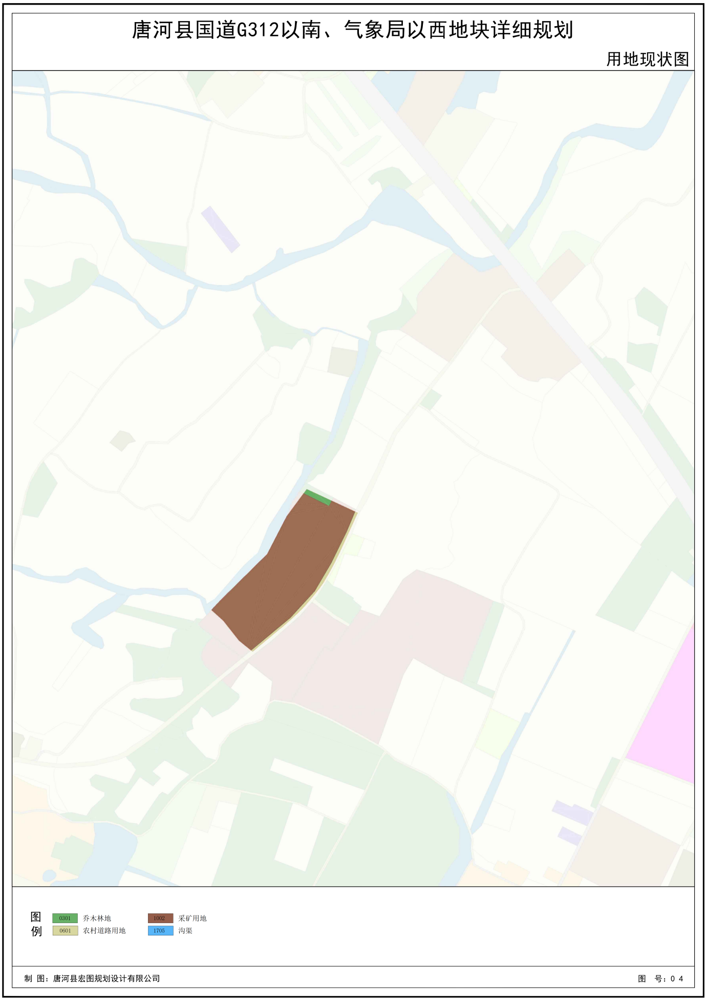 唐河县国道G312以南、气象局以西地块详细规划
用地现状图
图例
0301 乔木林地 1002 采矿用地
0601 农村道路用地 1705 沟渠
制 图：唐河县宏图规划设计有限公司 图 号：04